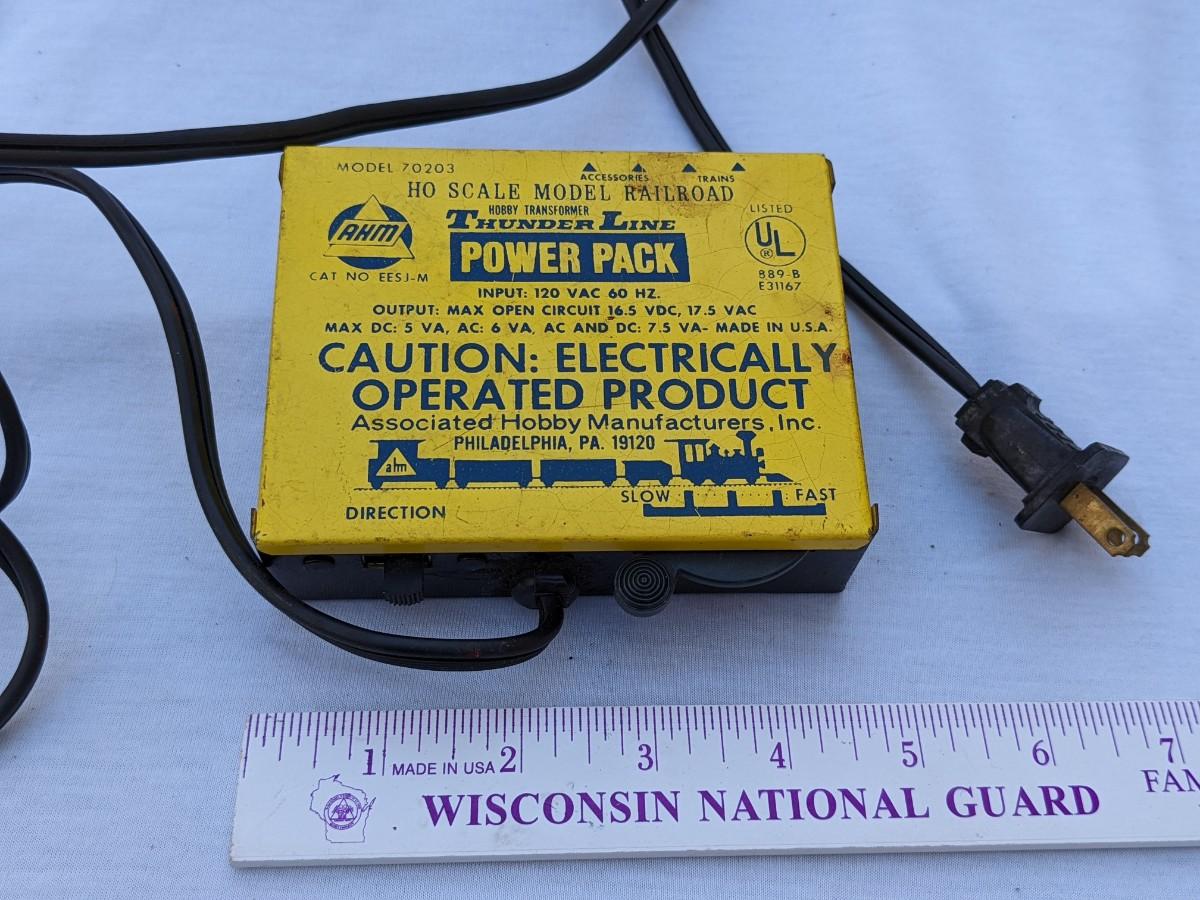 MODEL 70203
ACCESSORIES TRAINS
HO SCALE MODEL RAILROAD
HOBBY TRANSFORMER
THUNDER LINE
POWER PACK
AHM
CAT NO EESJ-M
LISTED
UL
®
889-B
E31167
INPUT: 120 VAC 60 HZ.
OUTPUT: MAX OPEN CIRCUIT 16.5 VDC, 17.5 VAC
MAX DC: 5 VA, AC: 6 VA, AC AND DC: 7.5 VA- MADE IN U.S.A.
CAUTION: ELECTRICALLY
OPERATED PRODUCT
Associated Hobby Manufacturers, Inc.
PHILADELPHIA, PA. 19120
ahm
SLOW FAST
DIRECTION
1 MADE IN USA 2 3 4 5 6 7
WISCONSIN NATIONAL GUARD FAM